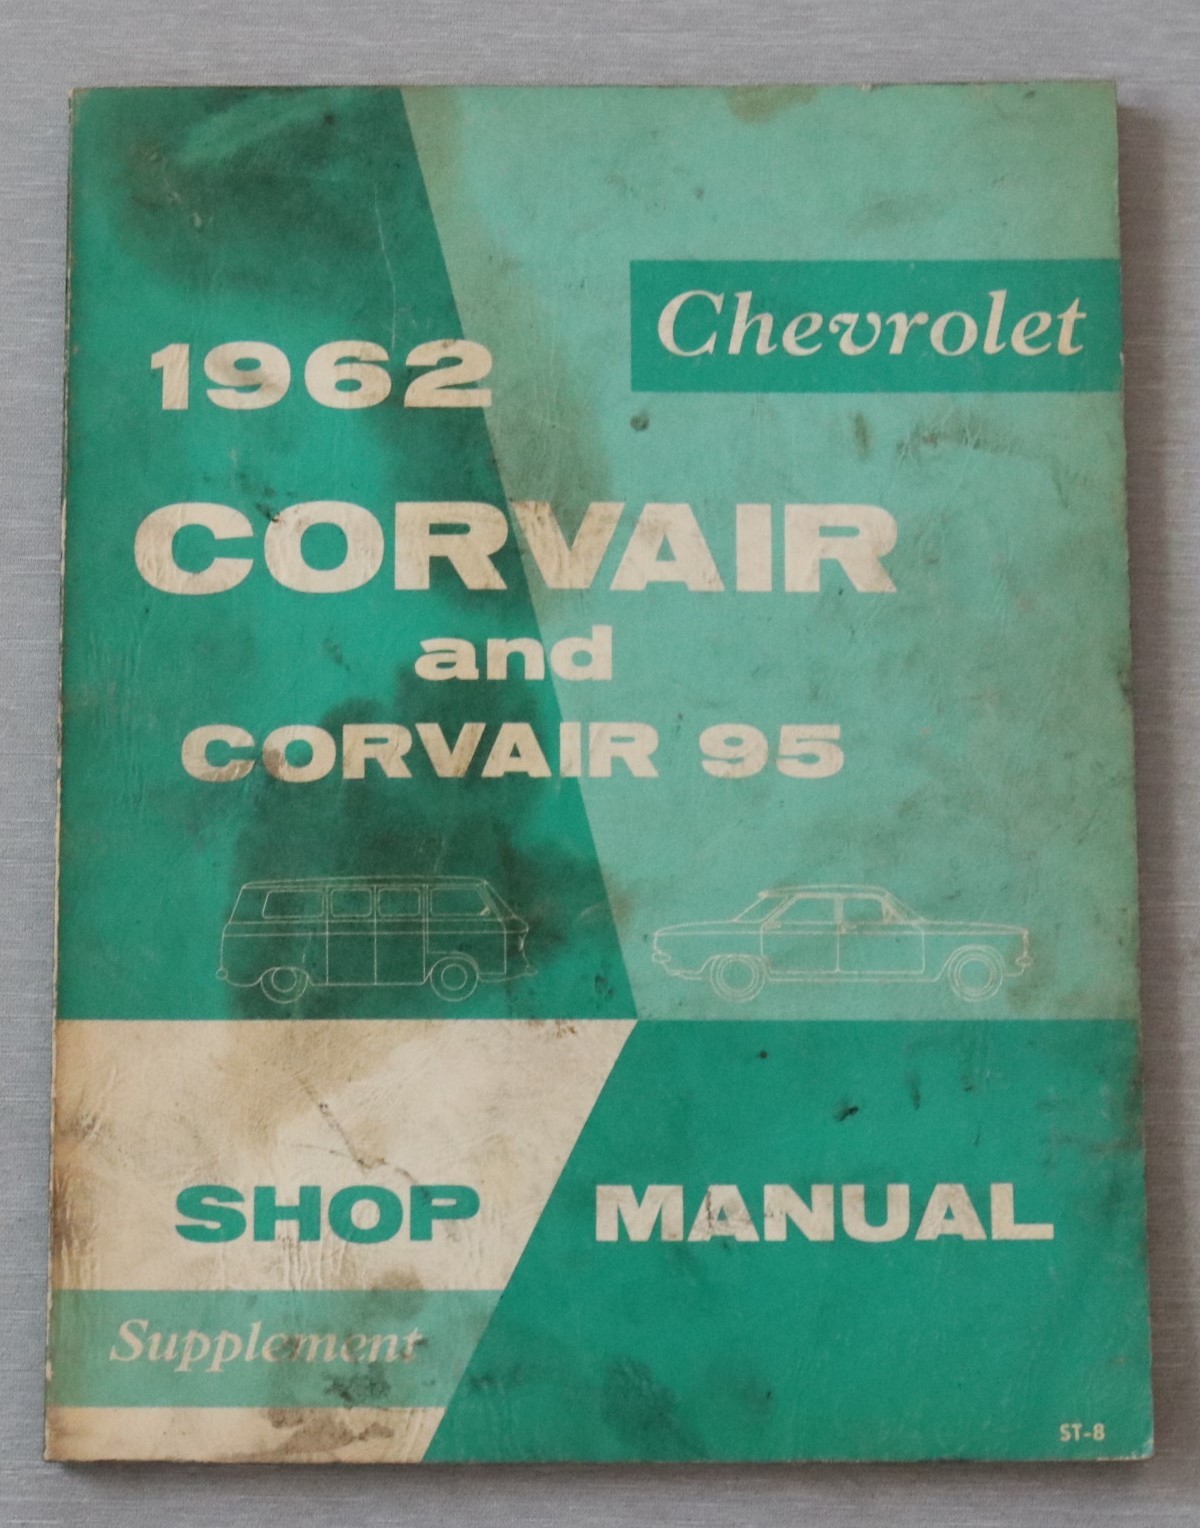 Chevrolet
1962
CORVAIR
and
CORVAIR 95
SHOP MANUAL
Supplement
ST-8